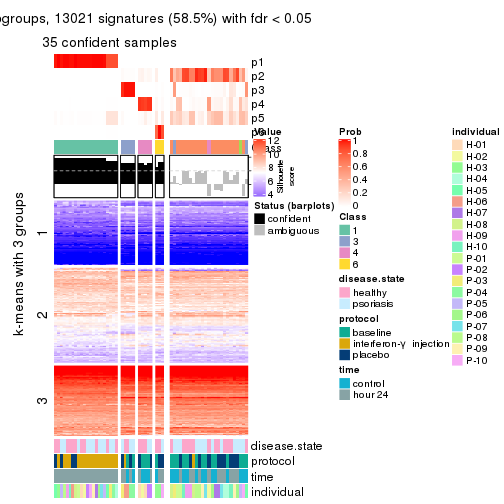 groups, 13021 signatures (58.5%) with fdr < 0.05
35 confident samples
p1
p2
p3
p4
p5
Value
12
10
8
6
4
Silhouette
score
Status (barplots)
confident
ambiguous
Prob
1
0.8
0.6
0.4
0.2
0
Class
1
3
4
6
disease.state
healthy
psoriasis
protocol
baseline
interferon-γ injection
placebo
time
control
hour 24
individual
H-01
H-02
H-03
H-04
H-05
H-06
H-07
H-08
H-09
H-10
P-01
P-02
P-03
P-04
P-05
P-06
P-07
P-08
P-09
P-10
k-means with 3 groups
1
2
3
disease.state
protocol
time
individual